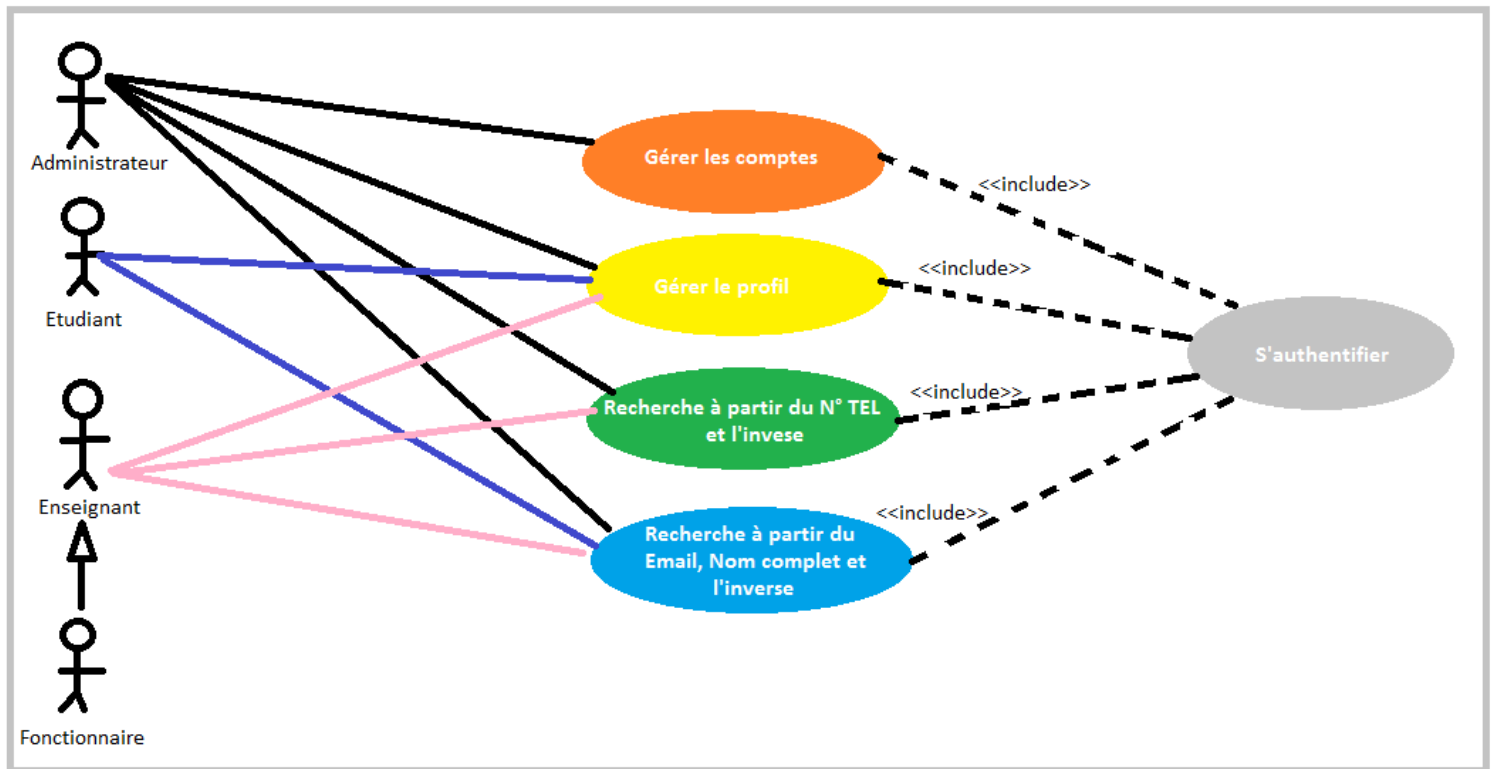 Administrateur
Gérer les comptes
<<include>>
Etudiant
Gérer le profil
<<include>>
S'authentifier
Enseignant
Recherche à partir du N° TEL
et l'invese
<<include>>
Recherche à partir du
Email, Nom complet et
l'inverse
<<include>>
Fonctionnaire